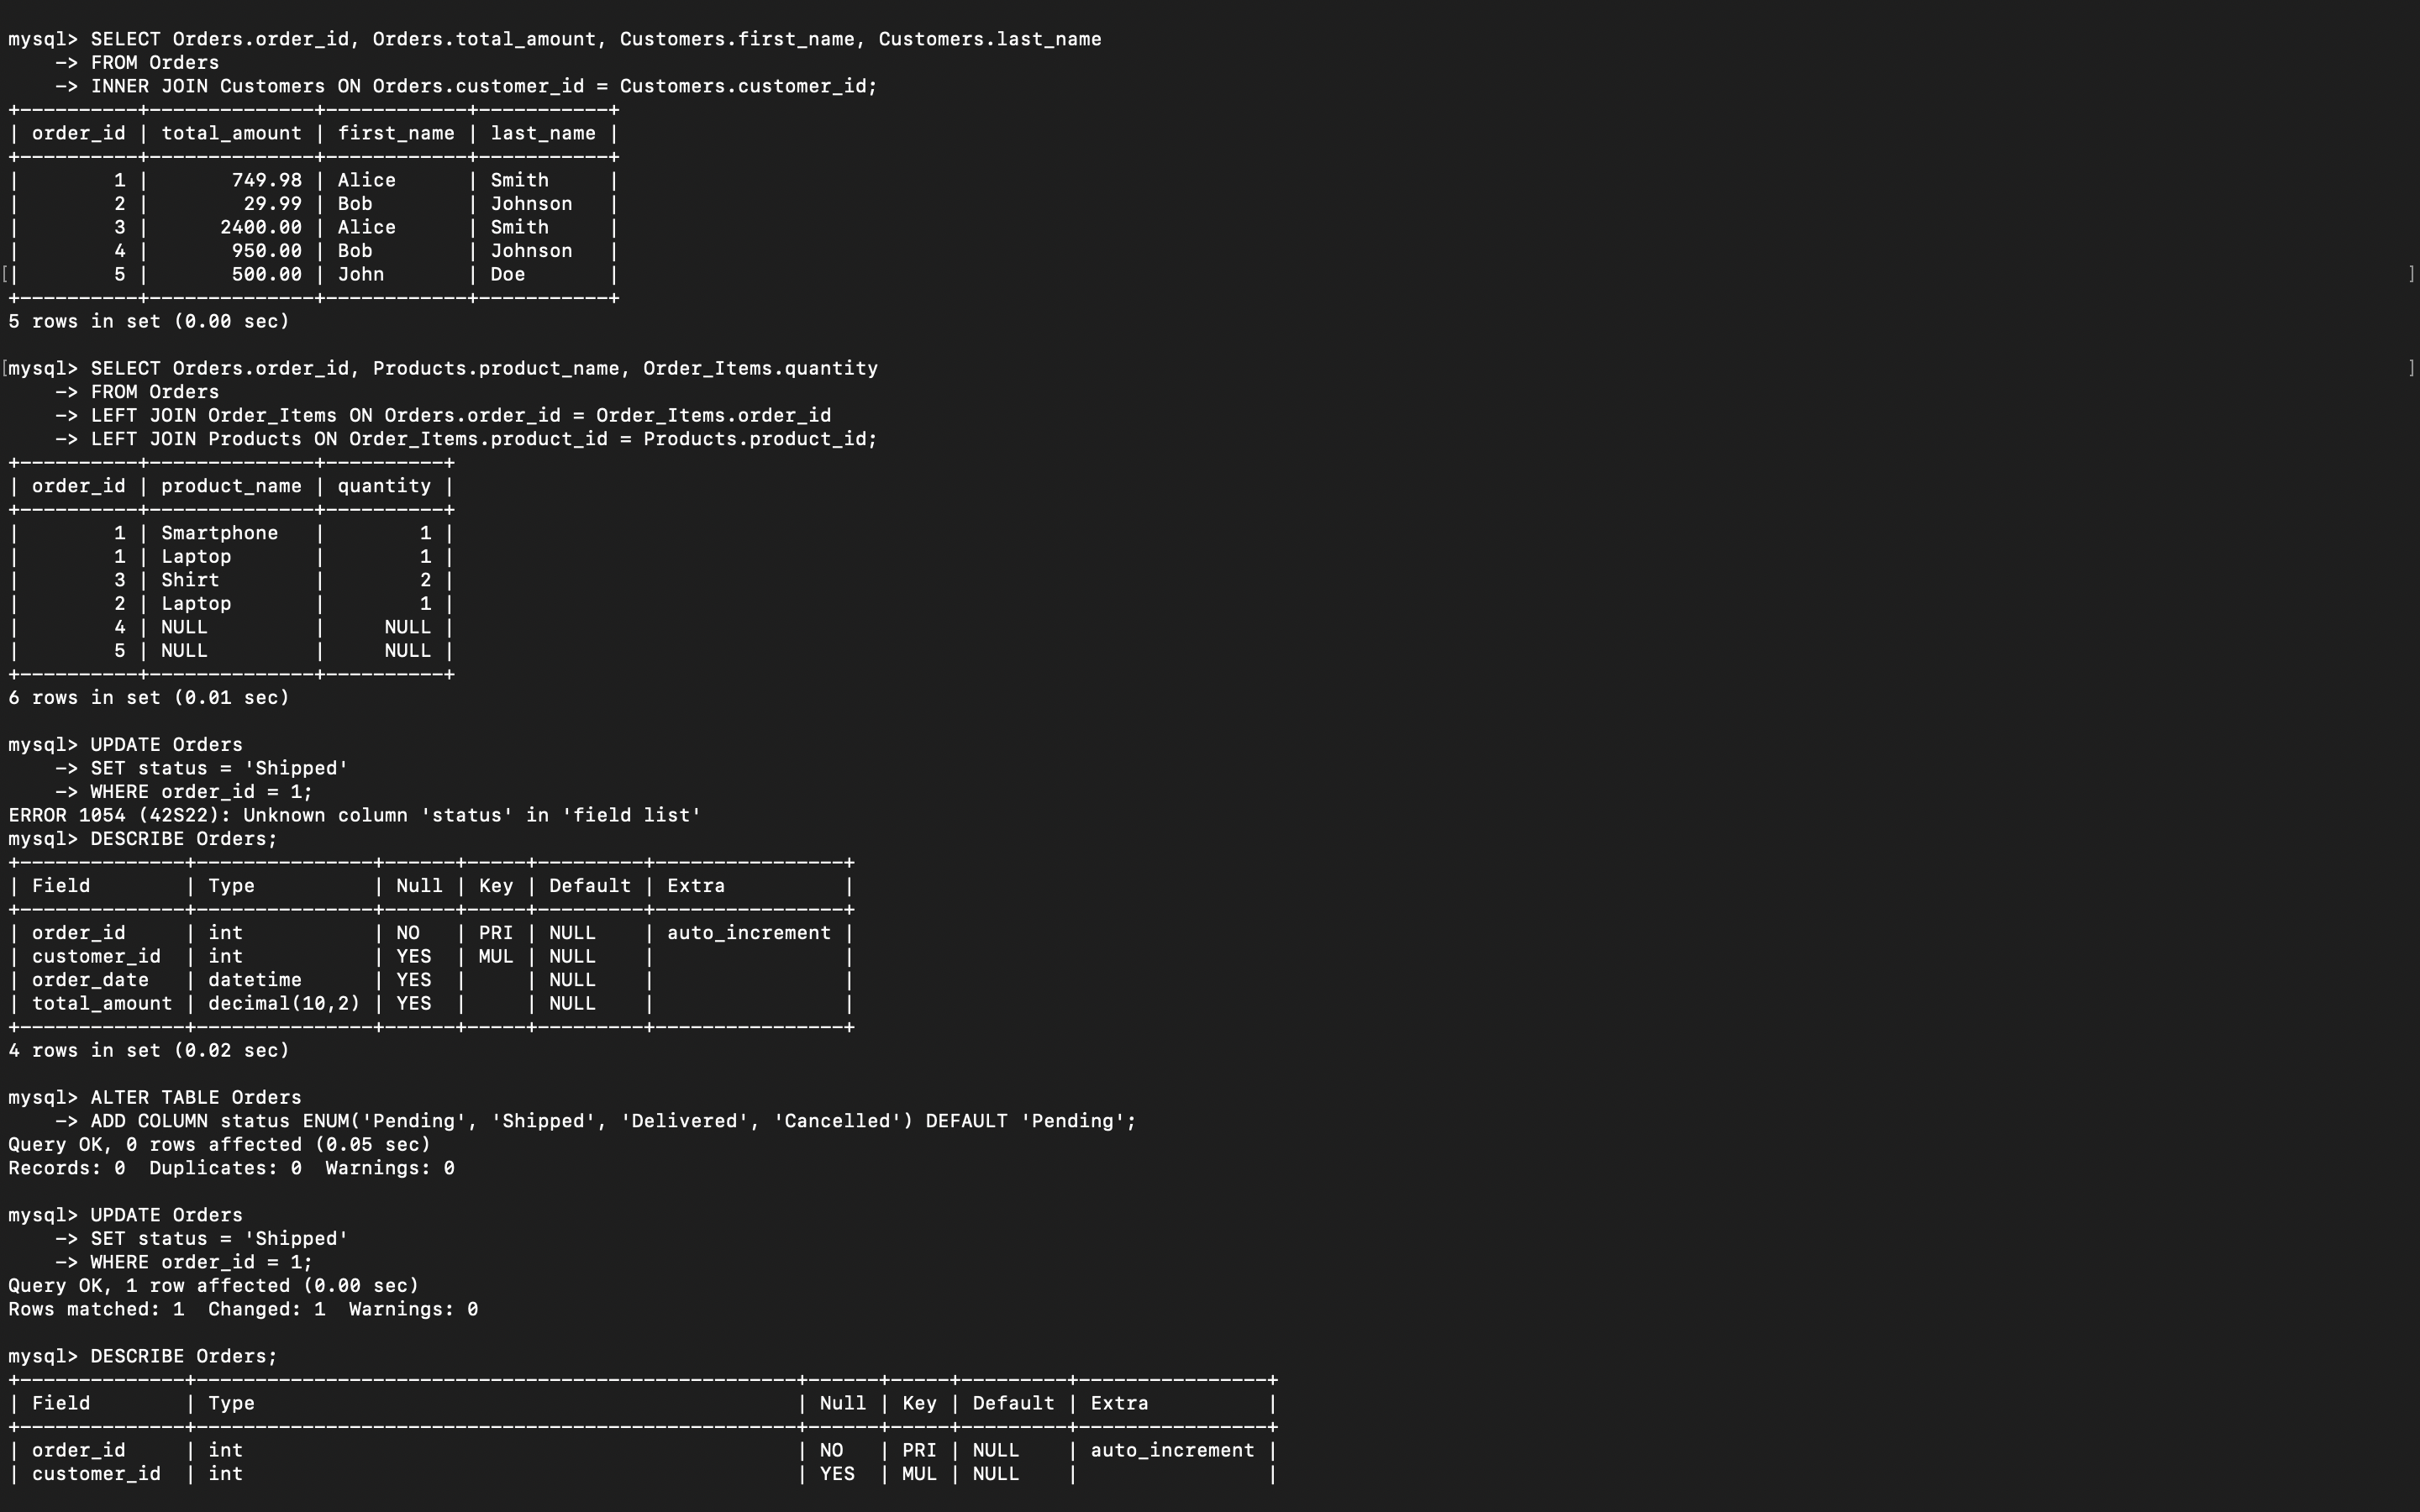 mysql> SELECT Orders.order_id, Orders.total_amount, Customers.first_name, Customers.last_name
    -> FROM Orders
    -> INNER JOIN Customers ON Orders.customer_id = Customers.customer_id;
+----------+--------------+------------+-----------+
| order_id | total_amount | first_name | last_name |
+----------+--------------+------------+-----------+
|        1 |       749.98 | Alice      | Smith     |
|        2 |        29.99 | Bob        | Johnson   |
|        3 |      2400.00 | Alice      | Smith     |
|        4 |       950.00 | Bob        | Johnson   |
[|        5 |       500.00 | John       | Doe       | ]
+----------+--------------+------------+-----------+
5 rows in set (0.00 sec)

[mysql> SELECT Orders.order_id, Products.product_name, Order_Items.quantity ]
    -> FROM Orders
    -> LEFT JOIN Order_Items ON Orders.order_id = Order_Items.order_id
    -> LEFT JOIN Products ON Order_Items.product_id = Products.product_id;
+----------+--------------+----------+
| order_id | product_name | quantity |
+----------+--------------+----------+
|        1 | Smartphone   |        1 |
|        1 | Laptop       |        1 |
|        3 | Shirt        |        2 |
|        2 | Laptop       |        1 |
|        4 | NULL         |     NULL |
|        5 | NULL         |     NULL |
+----------+--------------+----------+
6 rows in set (0.01 sec)

mysql> UPDATE Orders
    -> SET status = 'Shipped'
    -> WHERE order_id = 1;
ERROR 1054 (42S22): Unknown column 'status' in 'field list'
mysql> DESCRIBE Orders;
+--------------+---------------+------+-----+---------+----------------+
| Field        | Type          | Null | Key | Default | Extra          |
+--------------+---------------+------+-----+---------+----------------+
| order_id     | int           | NO   | PRI | NULL    | auto_increment |
| customer_id  | int           | YES  | MUL | NULL    |                |
| order_date   | datetime      | YES  |     | NULL    |                |
| total_amount | decimal(10,2) | YES  |     | NULL    |                |
+--------------+---------------+------+-----+---------+----------------+
4 rows in set (0.02 sec)

mysql> ALTER TABLE Orders
    -> ADD COLUMN status ENUM('Pending', 'Shipped', 'Delivered', 'Cancelled') DEFAULT 'Pending';
Query OK, 0 rows affected (0.05 sec)
Records: 0  Duplicates: 0  Warnings: 0

mysql> UPDATE Orders
    -> SET status = 'Shipped'
    -> WHERE order_id = 1;
Query OK, 1 row affected (0.00 sec)
Rows matched: 1  Changed: 1  Warnings: 0

mysql> DESCRIBE Orders;
+--------------+---------------------------------------------------+------+-----+---------+----------------+
| Field        | Type                                              | Null | Key | Default | Extra          |
+--------------+---------------------------------------------------+------+-----+---------+----------------+
| order_id     | int                                               | NO   | PRI | NULL    | auto_increment |
| customer_id  | int                                               | YES  | MUL | NULL    |                |